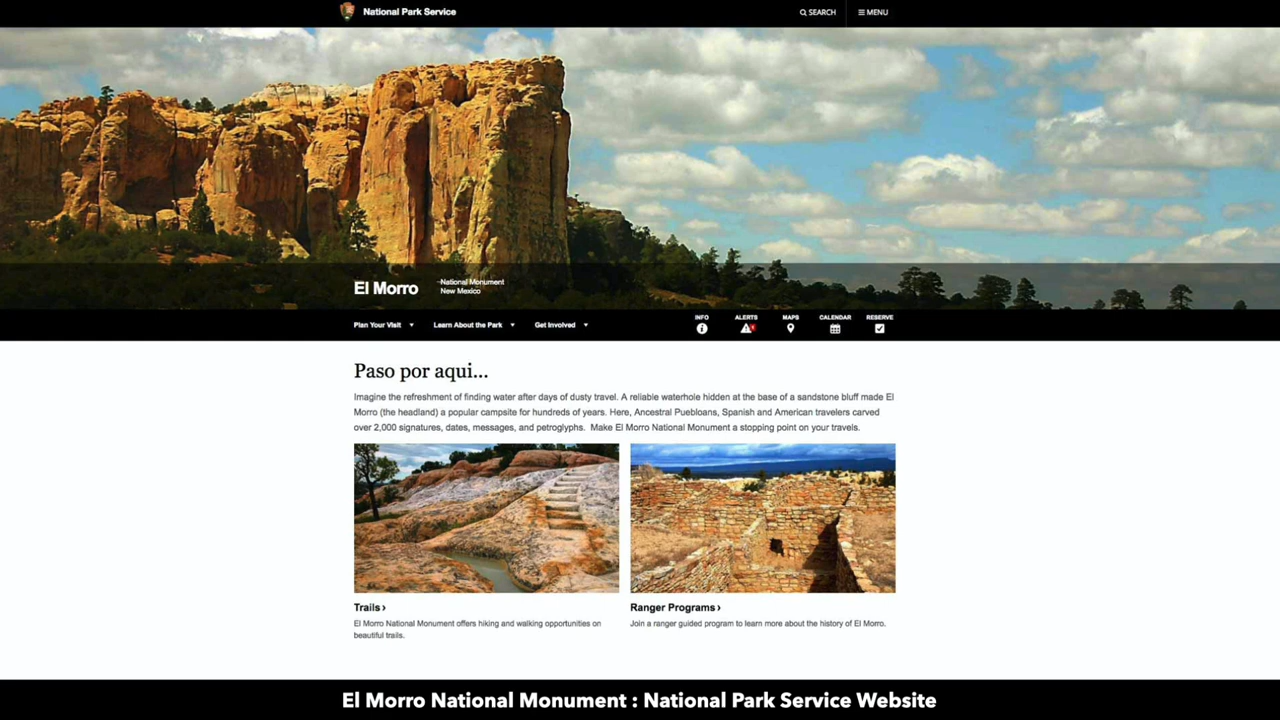 National Park Service
SEARCH
MENU
El Morro
National Monument
New Mexico
Plan Your Visit
Learn About the Park
Get Involved
INFO
ALERTS
MAPS
CALENDAR
RESERVE
Paso por aqui...
Imagine the refreshment of finding water after days of dusty travel. A reliable waterhole hidden at the base of a sandstone bluff made El
Morro (the headland) a popular campsite for hundreds of years. Here, Ancestral Puebloans, Spanish and American travelers carved
over 2,000 signatures, dates, messages, and petroglyphs. Make El Morro National Monument a stopping point on your travels.
Trails ›
El Morro National Monument offers hiking and walking opportunities on
beautiful trails.
Ranger Programs ›
Join a ranger guided program to learn more about the history of El Morro.
El Morro National Monument : National Park Service Website